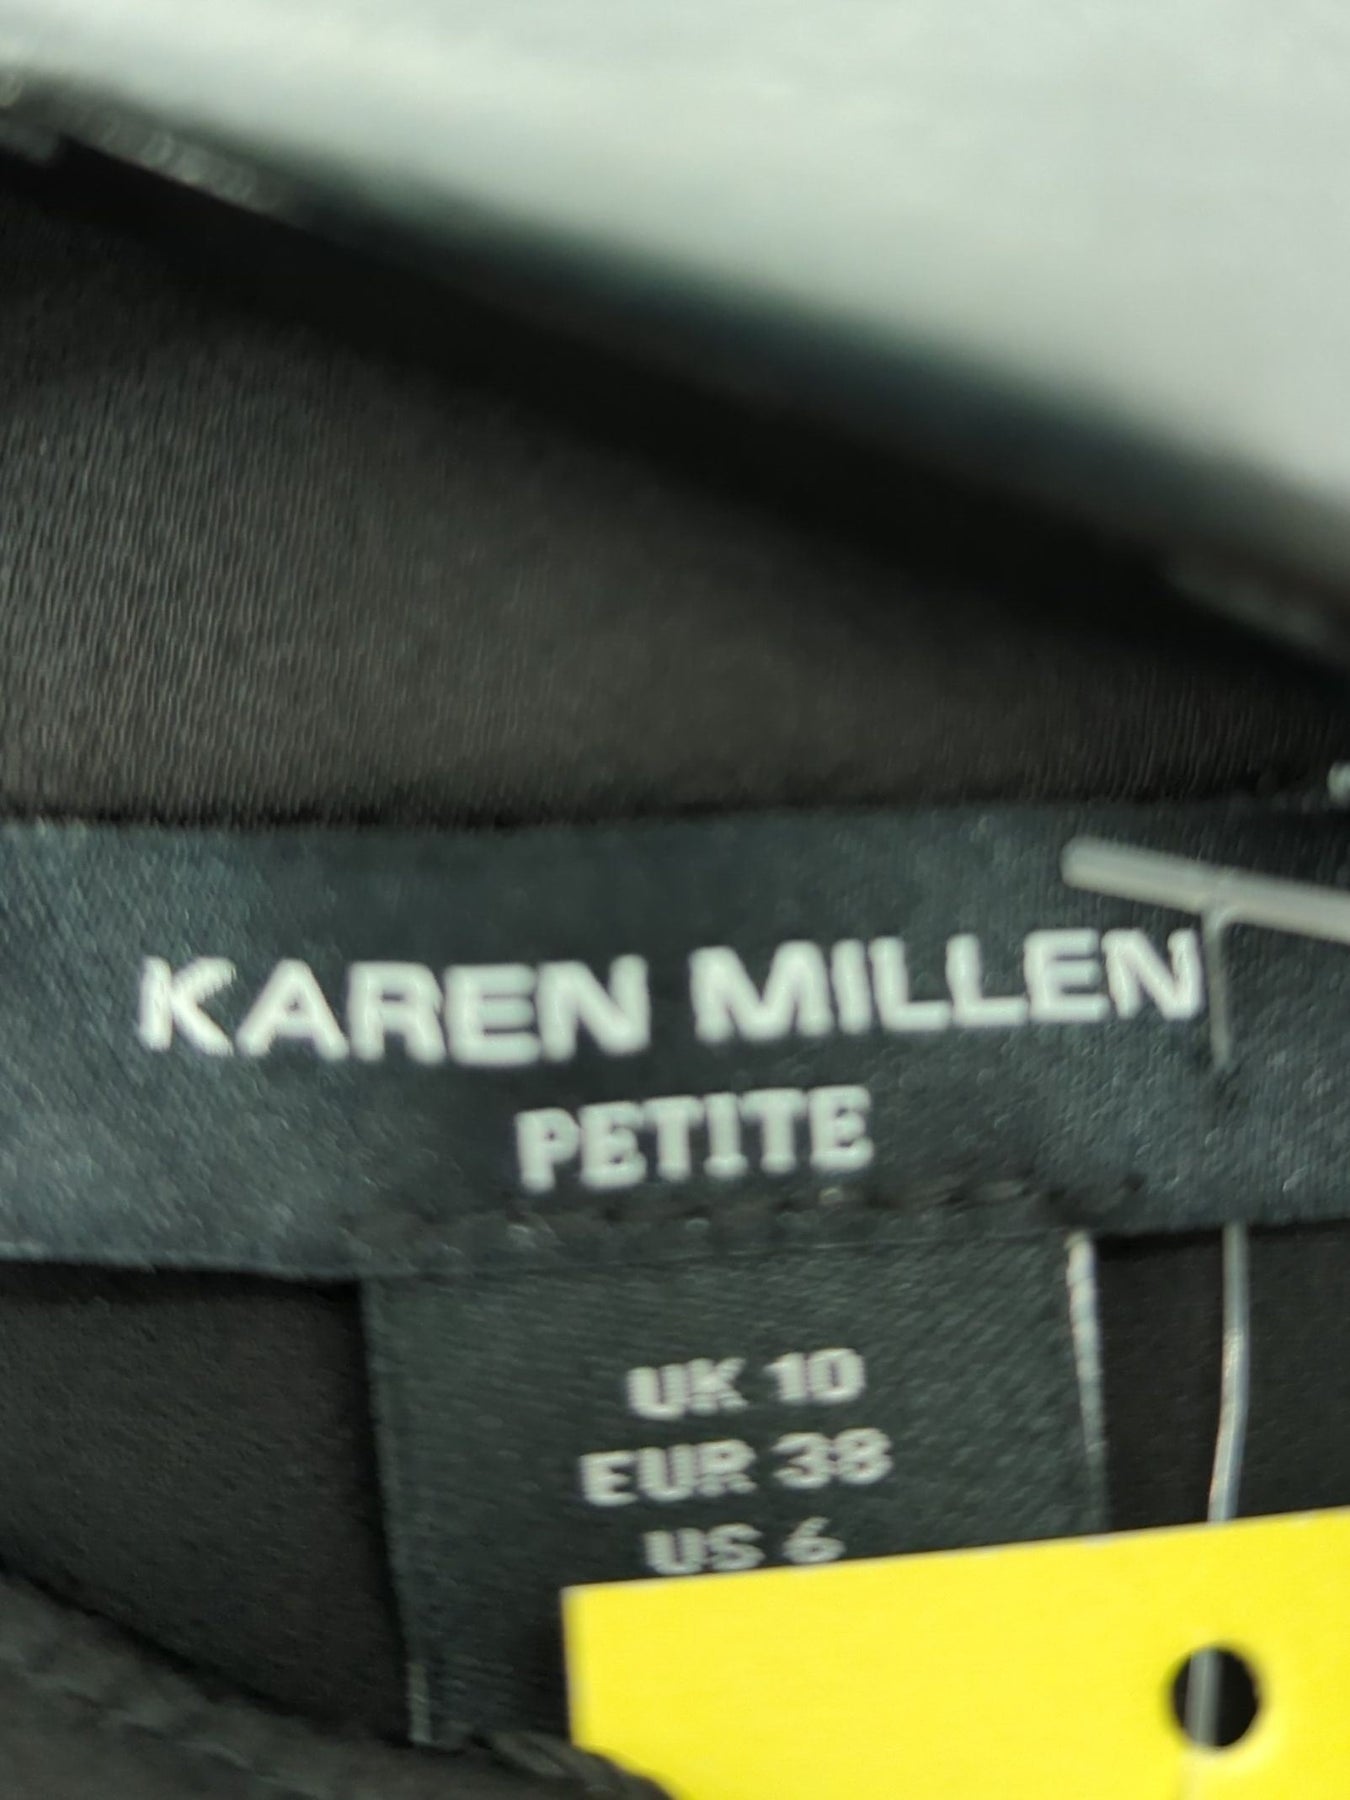 KAREN MILLEN
PETITE
UK 10
EUR 38
US 6